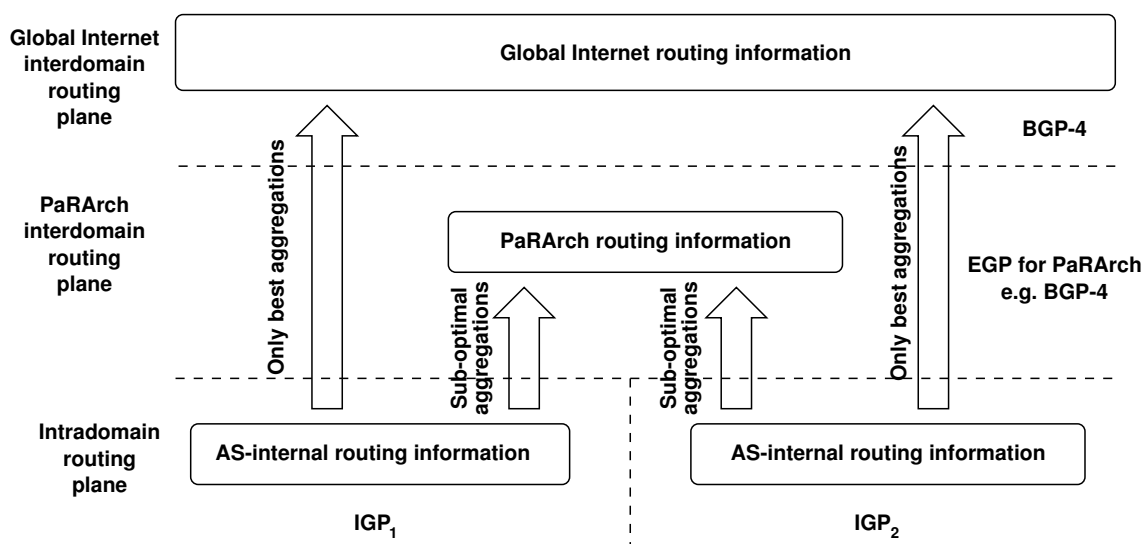 Global Internet
interdomain
routing
plane
Global Internet routing information
BGP-4
Only best aggregations
Only best aggregations
PaRArch
interdomain
routing
plane
PaRArch routing information
EGP for PaRArch
e.g. BGP-4
Sub-optimal
aggregations
Sub-optimal
aggregations
Intradomain
routing
plane
AS-internal routing information
AS-internal routing information
IGP₁
IGP₂